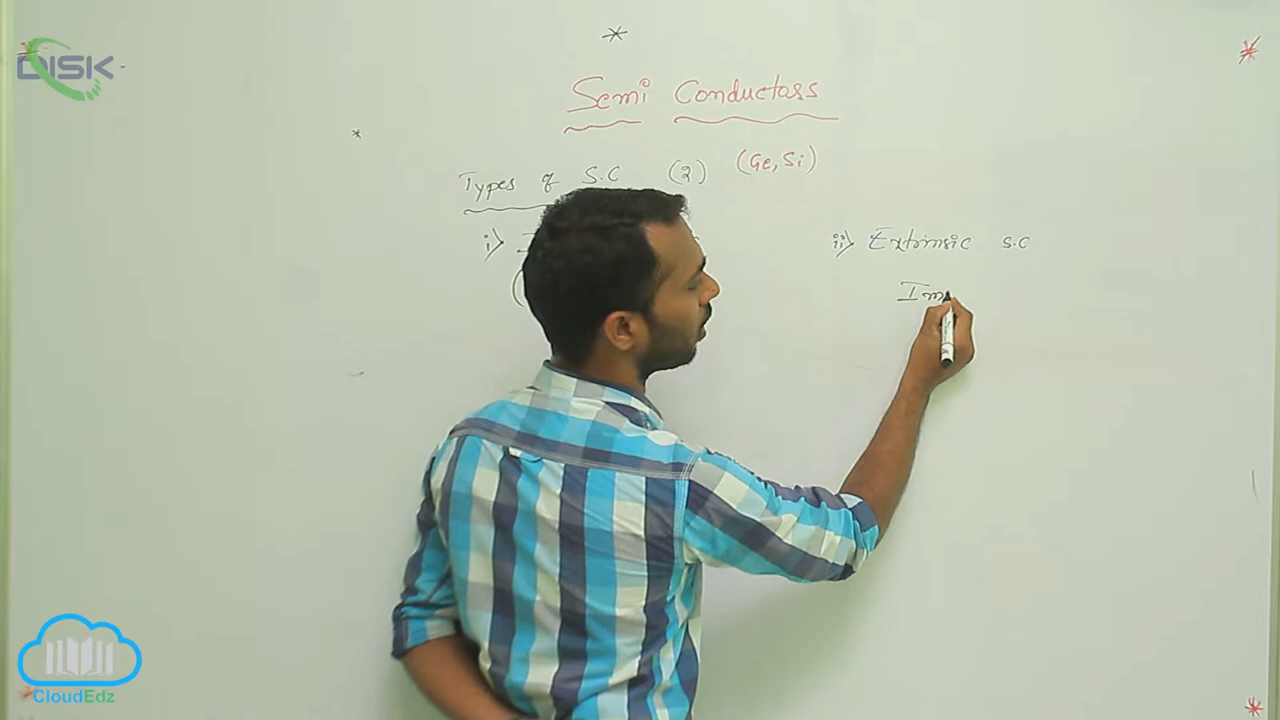 DISK
Semi Conductors
Types of S.C (2) (Ge, Si)
i)
ii) Extrinsic S.C
Im
CloudEdz